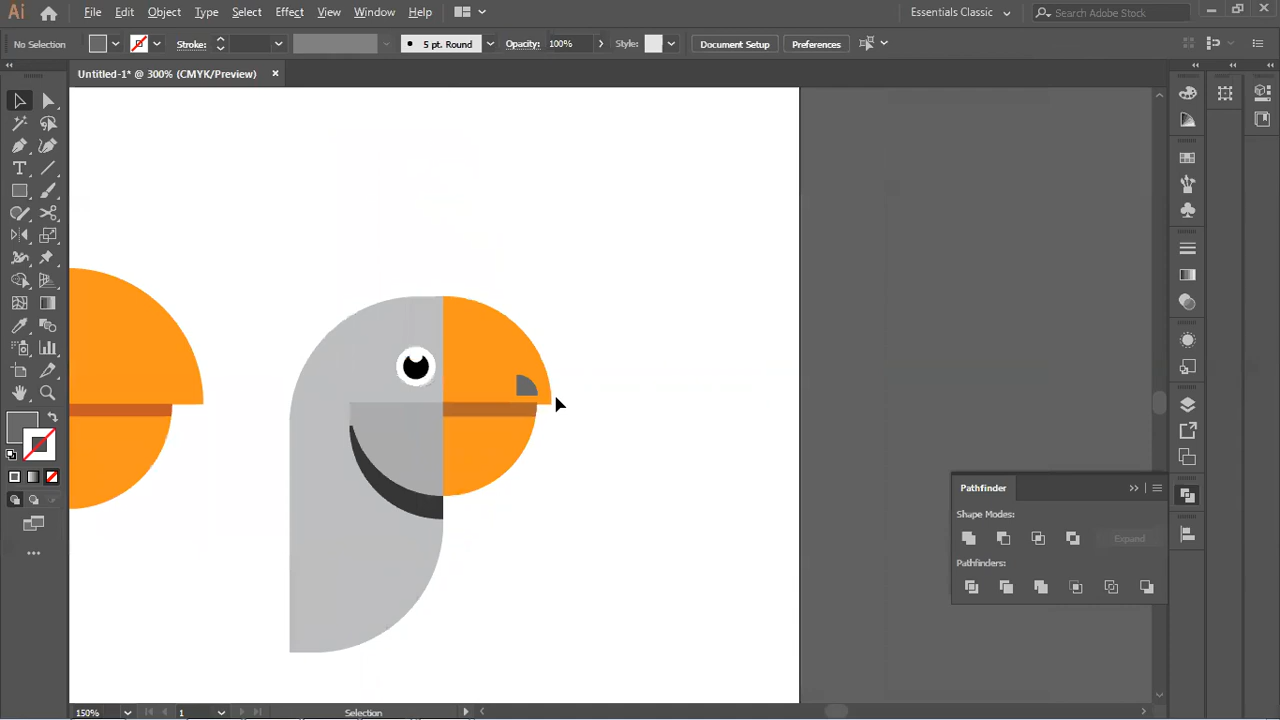 Ai File Edit Object Type Select Effect View Window Help Essentials Classic Search Adobe Stock
No Selection Stroke: 5 pt. Round Opacity: 100% Style: Document Setup Preferences
Untitled-1* @ 300% (CMYK/Preview) ×
Pathfinder
Shape Modes:
Expand
Pathfinders:
150% 1 Selection